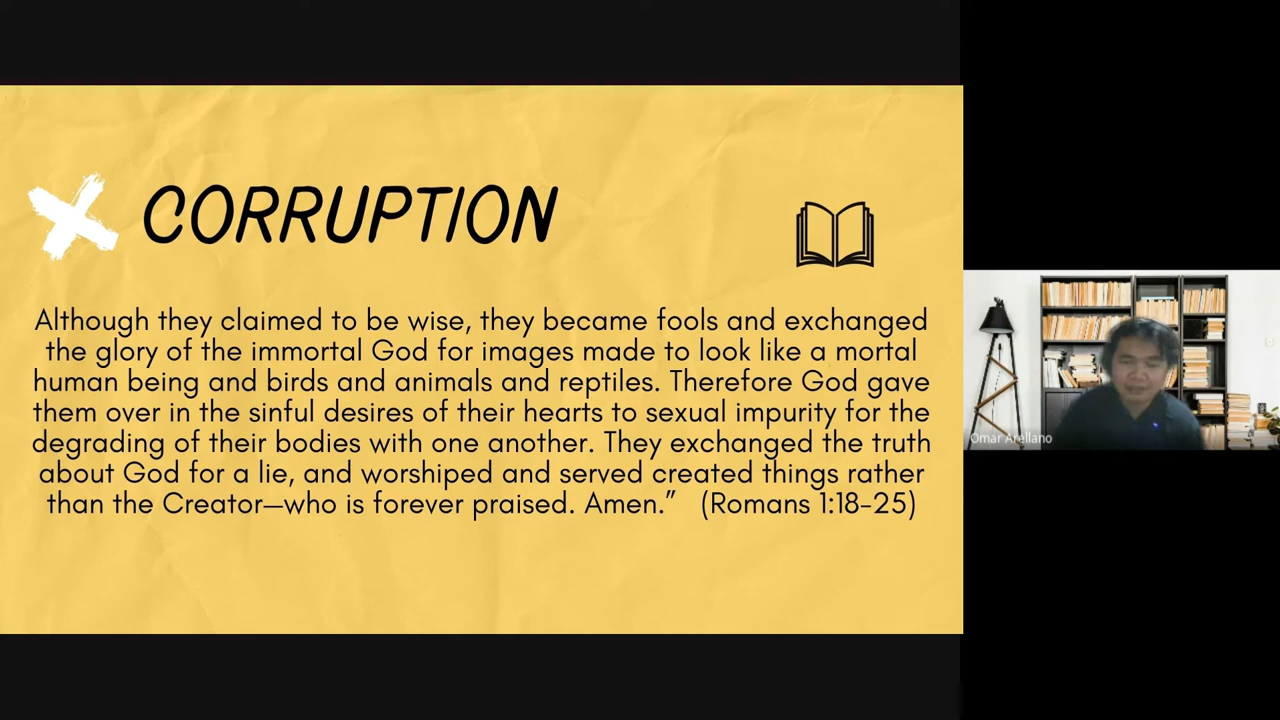 CORRUPTION
Although they claimed to be wise, they became fools and exchanged
the glory of the immortal God for images made to look like a mortal
human being and birds and animals and reptiles. Therefore God gave
them over in the sinful desires of their hearts to sexual impurity for the
degrading of their bodies with one another. They exchanged the truth
about God for a lie, and worshiped and served created things rather
than the Creator—who is forever praised. Amen.” (Romans 1:18-25)
Omar Arellano